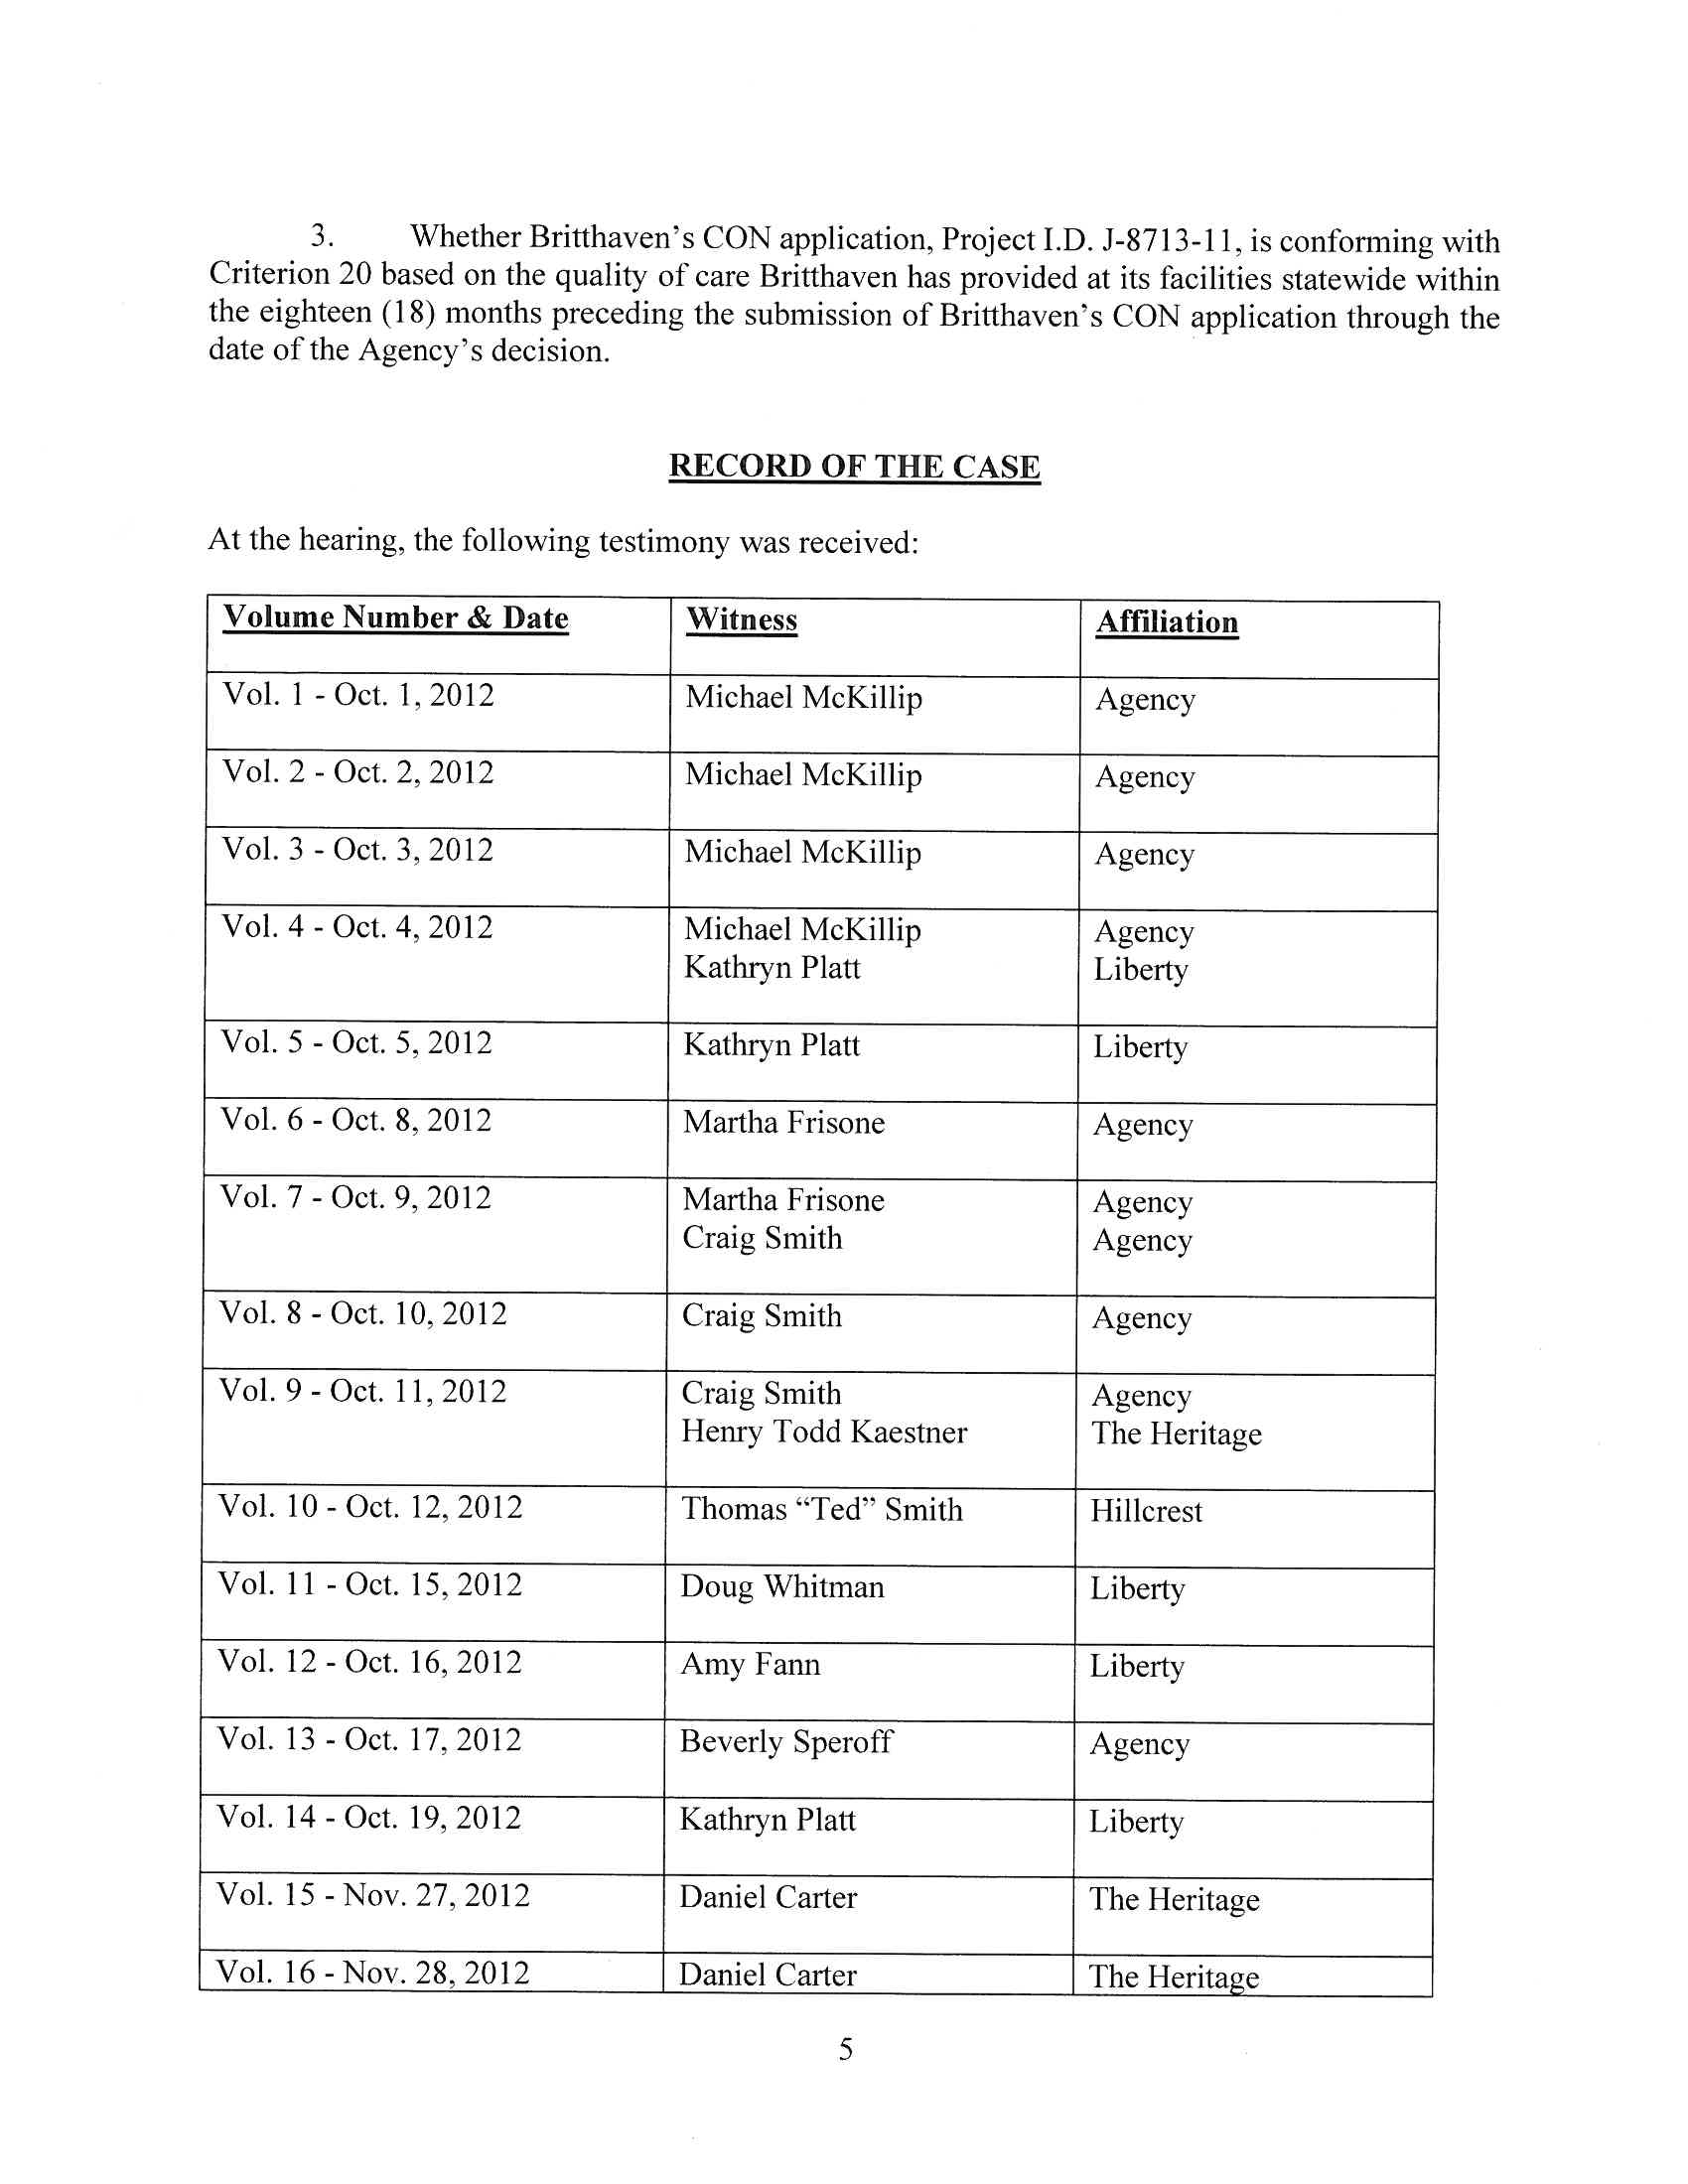 3. Whether Britthaven's CON application, Project I.D. J-8713-11, is conforming with
Criterion 20 based on the quality of care Britthaven has provided at its facilities statewide within
the eighteen (18) months preceding the submission of Britthaven's CON application through the
date of the Agency's decision.
RECORD OF THE CASE
At the hearing, the following testimony was received:
Volume Number & Date Witness Affiliation
Vol. 1 - Oct. 1, 2012 Michael McKillip Agency
Vol. 2 - Oct. 2, 2012 Michael McKillip Agency
Vol. 3 - Oct. 3, 2012 Michael McKillip Agency
Vol. 4 - Oct. 4, 2012 Michael McKillip Agency
Kathryn Platt Liberty
Vol. 5 - Oct. 5, 2012 Kathryn Platt Liberty
Vol. 6 - Oct. 8, 2012 Martha Frisone Agency
Vol. 7 - Oct. 9, 2012 Martha Frisone Agency
Craig Smith Agency
Vol. 8 - Oct. 10, 2012 Craig Smith Agency
Vol. 9 - Oct. 11, 2012 Craig Smith Agency
Henry Todd Kaestner The Heritage
Vol. 10 - Oct. 12, 2012 Thomas “Ted” Smith Hillcrest
Vol. 11 - Oct. 15, 2012 Doug Whitman Liberty
Vol. 12 - Oct. 16, 2012 Amy Fann Liberty
Vol. 13 - Oct. 17, 2012 Beverly Speroff Agency
Vol. 14 - Oct. 19, 2012 Kathryn Platt Liberty
Vol. 15 - Nov. 27, 2012 Daniel Carter The Heritage
Vol. 16 - Nov. 28, 2012 Daniel Carter The Heritage
5